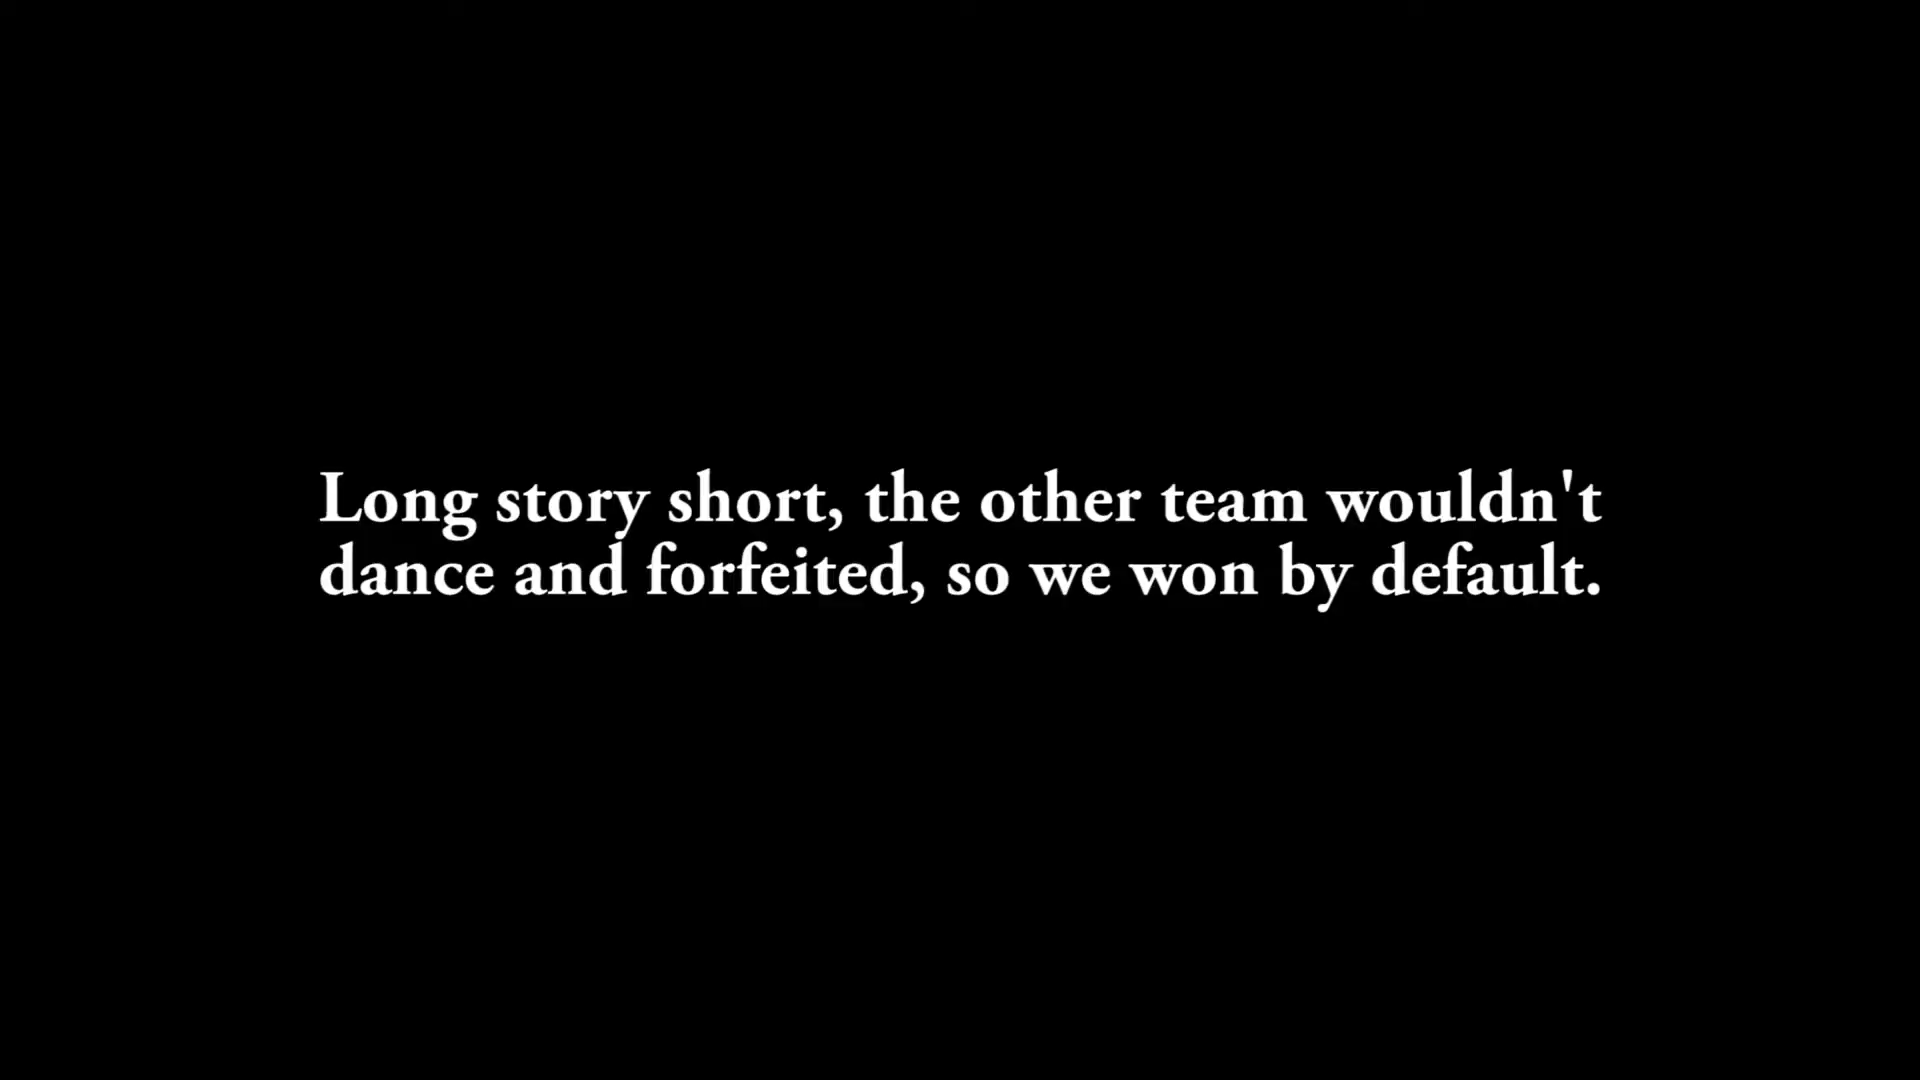 Long story short, the other team wouldn't
dance and forfeited, so we won by default.